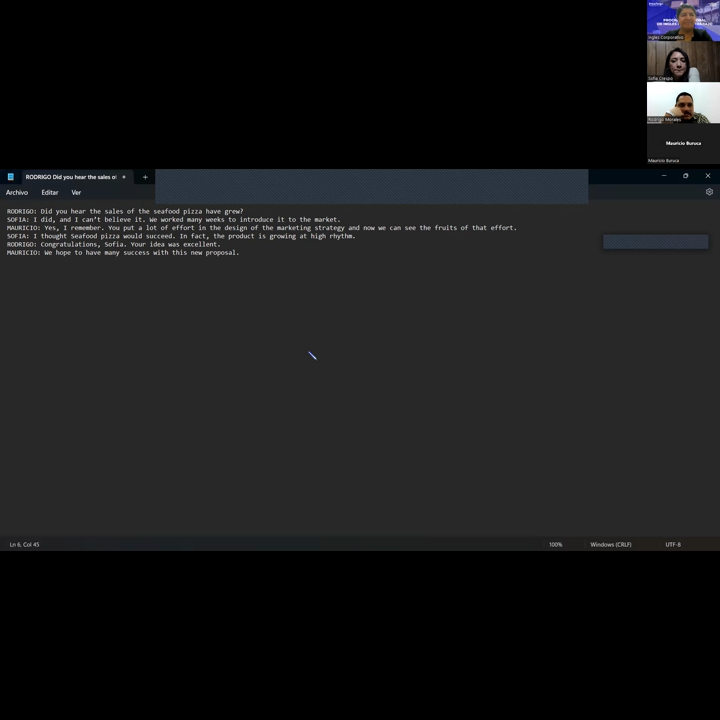 Ingles Corporativo
Sofia Crespo
Rodrigo Morales
Mauricio Buruca
Mauricio Buruca
RODRIGO Did you hear the sales of
Archivo Editar Ver
RODRIGO: Did you hear the sales of the seafood pizza have grew?
SOFIA: I did, and I can't believe it. We worked many weeks to introduce it to the market.
MAURICIO: Yes, I remember. You put a lot of effort in the design of the marketing strategy and now we can see the fruits of that effort.
SOFIA: I thought Seafood pizza would succeed. In fact, the product is growing at high rhythm.
RODRIGO: Congratulations, Sofia. Your idea was excellent.
MAURICIO: We hope to have many success with this new proposal.
Ln 6, Col 45 100% Windows (CRLF) UTF-8